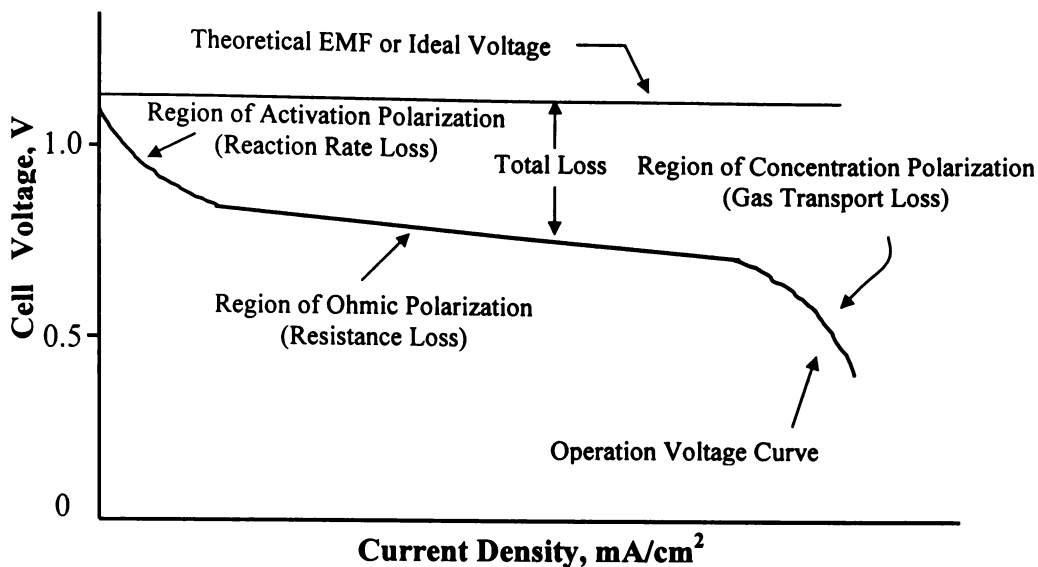 Theoretical EMF or Ideal Voltage
Region of Activation Polarization
(Reaction Rate Loss)
Total Loss
Region of Concentration Polarization
(Gas Transport Loss)
Region of Ohmic Polarization
(Resistance Loss)
Operation Voltage Curve
Cell Voltage, V
1.0
0.5
0
Current Density, mA/cm²